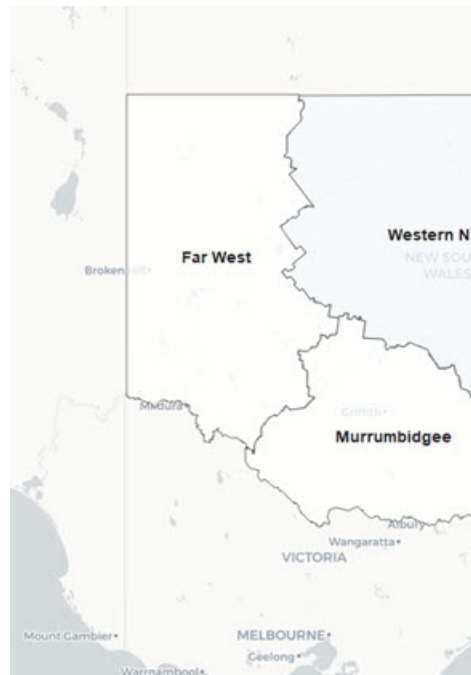 Western N
NEW SOU
WALES
Far West
Broken Hill
Mildura
Griffith
Murrumbidgee
Albury
Wangaratta
VICTORIA
Mount Gambier
MELBOURNE
Geelong
Warrnambool